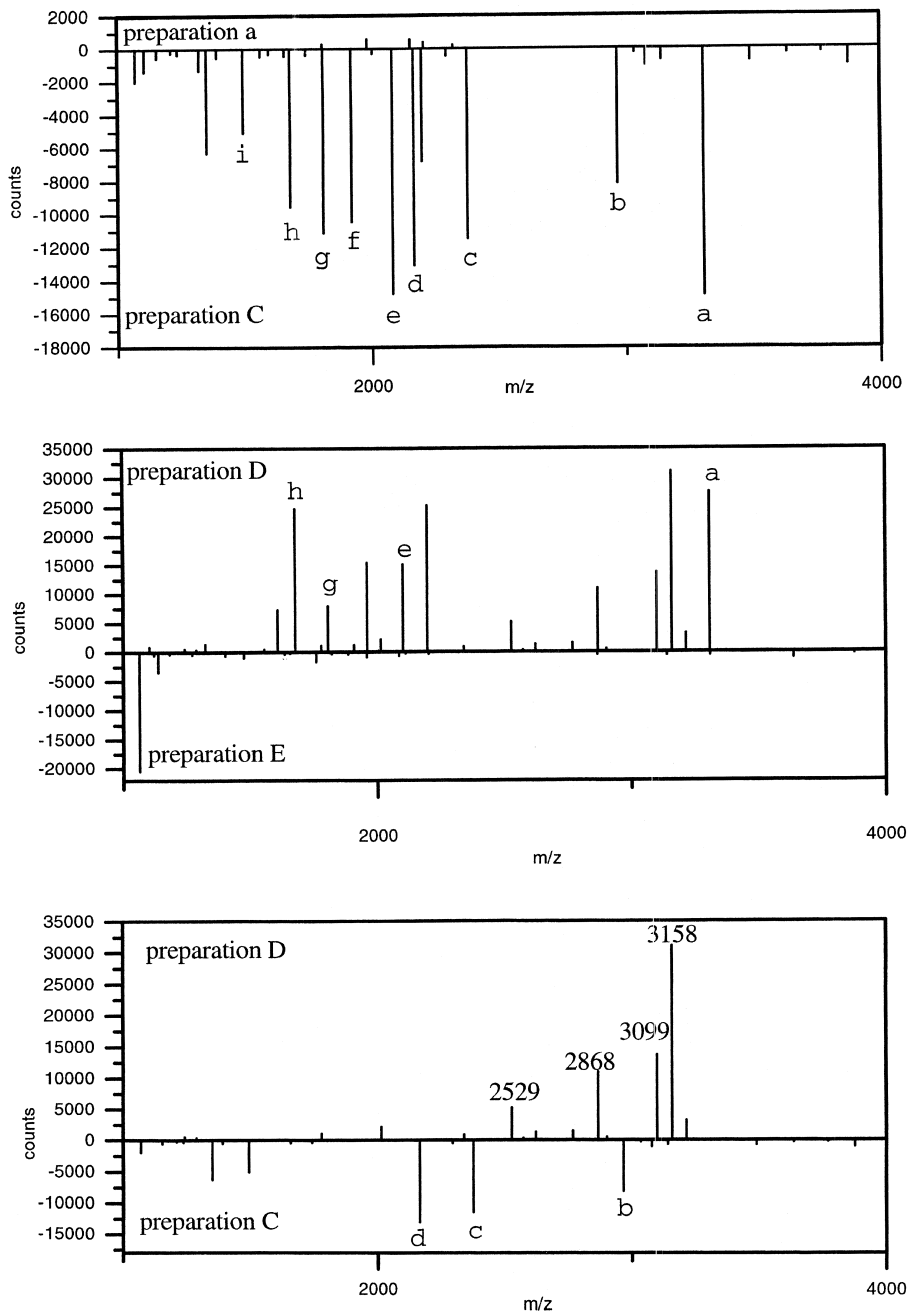 2000
preparation a
0
-2000
-4000
i
-6000
-8000
b
counts
-10000
h
f
g
c
-12000
d
-14000
preparation C
e
a
-16000
-18000
2000
m/z
4000
35000
preparation D
a
30000
h
25000
20000
counts
15000
e
10000
g
5000
0
-5000
-10000
-15000
preparation E
-20000
2000
4000
m/z
35000
preparation D
3158
30000
25000
20000
counts
15000
3099
2868
10000
2529
5000
0
-5000
-10000
b
preparation C
d
c
-15000
2000
4000
m/z